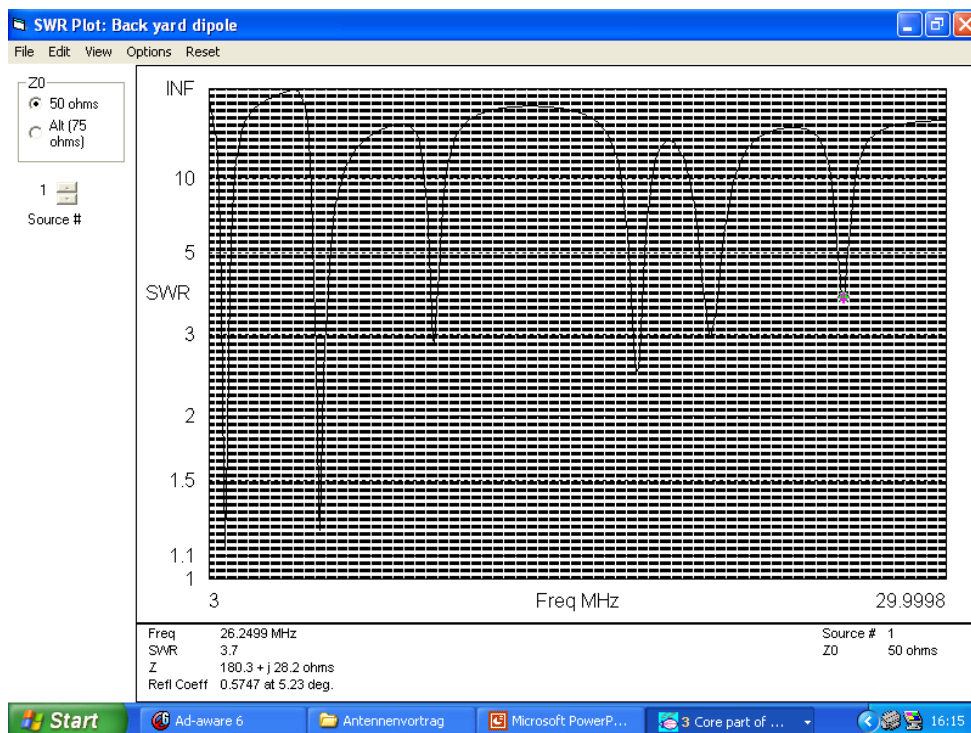 SWR Plot: Back yard dipole
File Edit View Options Reset
Z0
50 ohms
Alt (75
ohms)
1
Source #
INF
10
5
SWR
3
2
1.5
1.1
1
3 Freq MHz 29.9998
Freq 26.2499 MHz
SWR 3.7
Z 180.3 + j 28.2 ohms
Refl Coeff 0.5747 at 5.23 deg.
Source # 1
Z0 50 ohms
Start
Ad-aware 6
Antennenvortrag
Microsoft PowerP...
3 Core part of ...
16:15